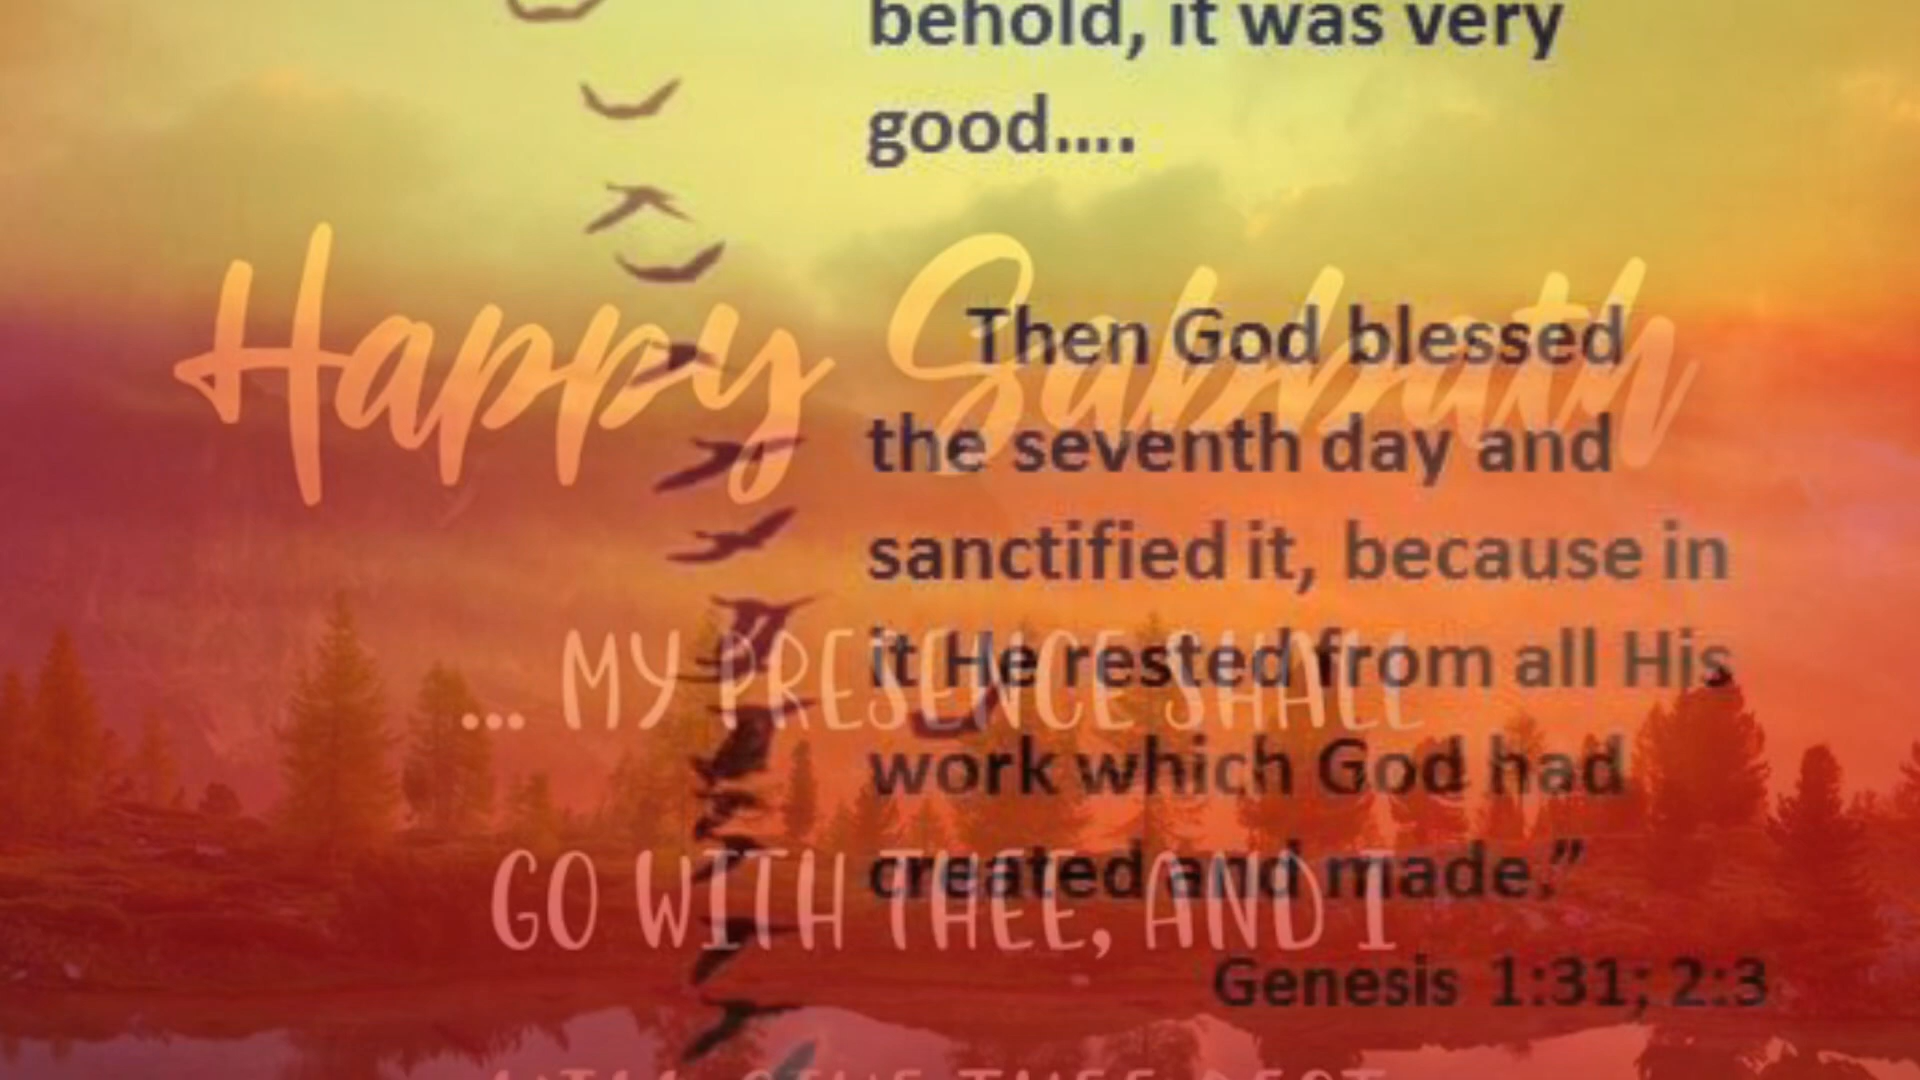 behold, it was very
good....
Happy Sabbath
Then God blessed
the seventh day and
sanctified it, because in
it He rested from all His
work which God had
created and made.”
Genesis 1:31; 2:3
... MY PRESENCE SHALL
GO WITH THEE, AND I